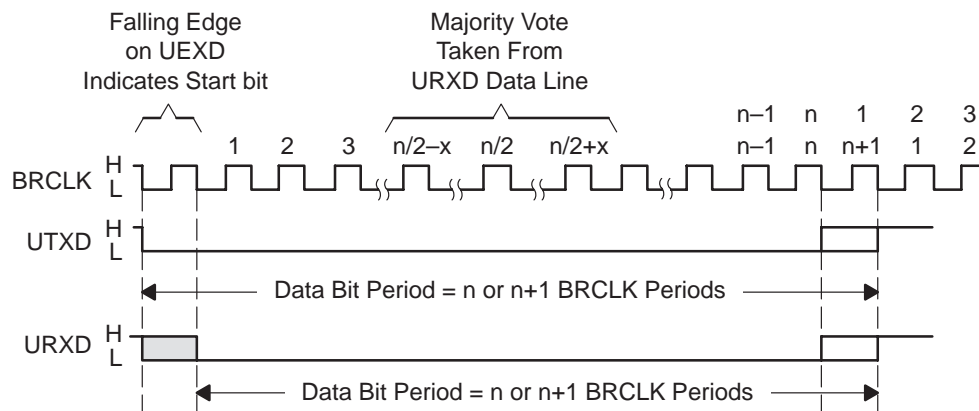 Falling Edge
on UEXD
Indicates Start bit
Majority Vote
Taken From
URXD Data Line
n–1 n 1 2 3
1 2 3 n/2–x n/2 n/2+x n–1 n n+1 1 2
H
BRCLK
L
H
UTXD
L
Data Bit Period = n or n+1 BRCLK Periods
H
URXD
L
Data Bit Period = n or n+1 BRCLK Periods